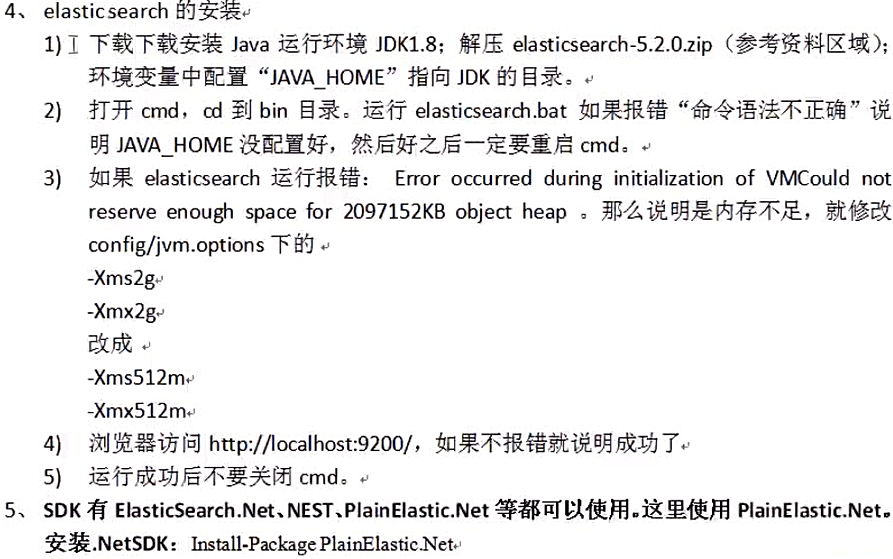 4、 elasticsearch 的安装
1) 下载下载安装 Java 运行环境 JDK1.8；解压 elasticsearch-5.2.0.zip（参考资料区域）；
环境变量中配置“JAVA_HOME”指向 JDK 的目录。
2) 打开 cmd，cd 到 bin 目录。运行 elasticsearch.bat 如果报错“命令语法不正确”说
明 JAVA_HOME 没配置好，然后好之后一定要重启 cmd。
3) 如果 elasticsearch 运行报错： Error occurred during initialization of VMCould not
reserve enough space for 2097152KB object heap 。那么说明是内存不足，就修改
config/jvm.options 下的
-Xms2g
-Xmx2g
改成
-Xms512m
-Xmx512m
4) 浏览器访问 http://localhost:9200/，如果不报错就说明成功了
5) 运行成功后不要关闭 cmd。
5、 SDK 有 ElasticSearch.Net、NEST、PlainElastic.Net 等都可以使用。这里使用 PlainElastic.Net。
安装.NetSDK：Install-Package PlainElastic.Net